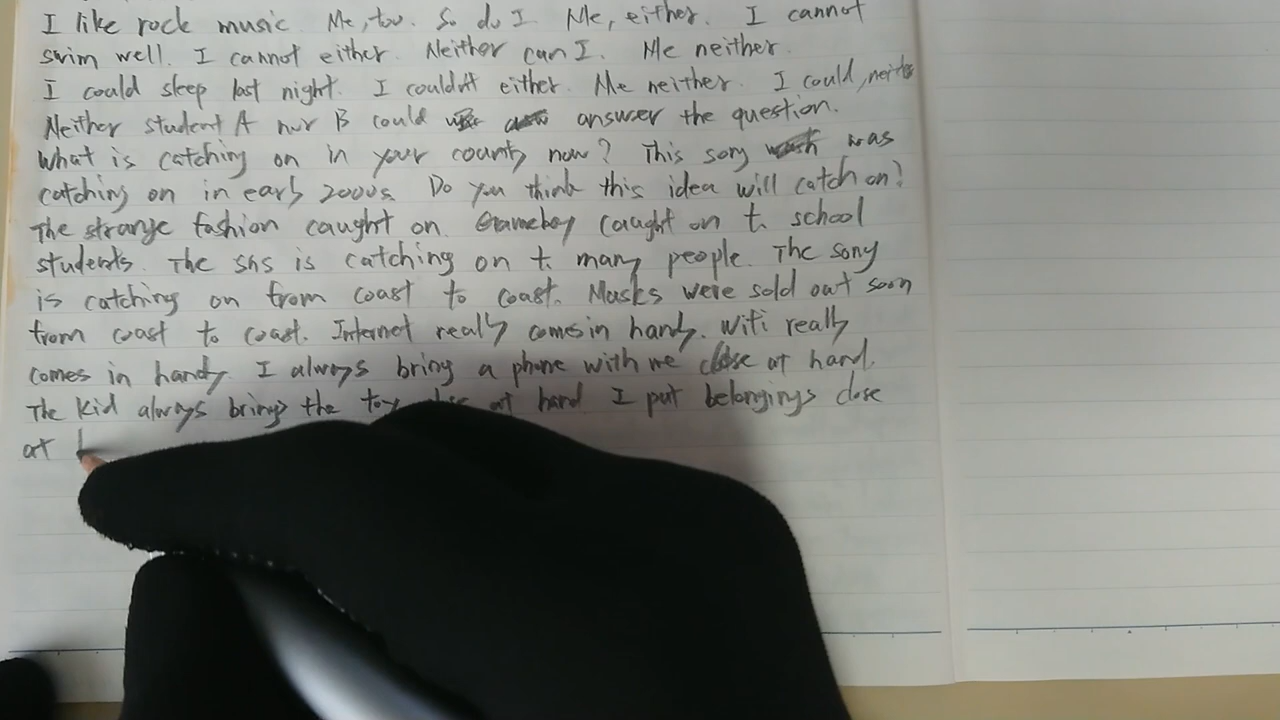 I like rock music. Me, too. So do I. Me, either. I cannot
swim well. I cannot either. Neither can I. Me neither.
I could sleep last night. I couldn't either. Me neither. I could, neither
Neither student A nor B could answer the question.
What is catching on in your country now? This song was
catching on in early 2000s. Do you think this idea will catch on?
The strange fashion caught on. Gameboy caught on to school
students. The sns is catching on to many people. The song
is catching on from coast to coast. Masks were sold out soon
from coast to coast. Internet really comes in handy. Wifi really
comes in handy. I always bring a phone with me close at hand.
The kid always brings the toy at hand. I put belongings close
at